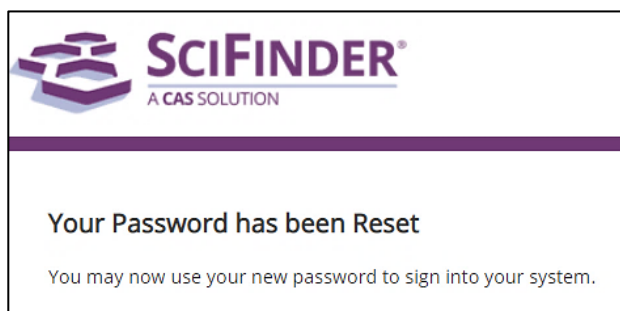 SCIFINDER®
A CAS SOLUTION
Your Password has been Reset
You may now use your new password to sign into your system.